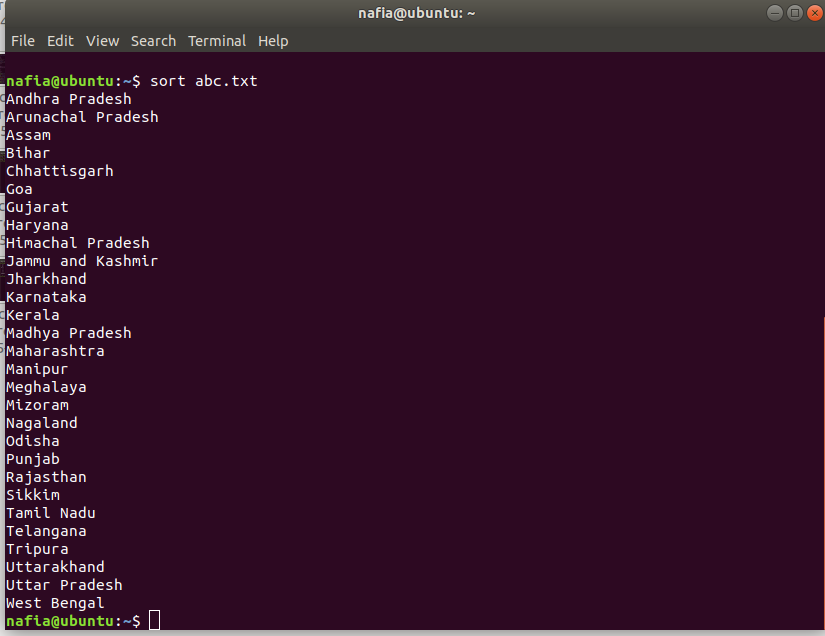 nafia@ubuntu: ~
File Edit View Search Terminal Help
nafia@ubuntu:~$ sort abc.txt
Andhra Pradesh
Arunachal Pradesh
Assam
Bihar
Chhattisgarh
Goa
Gujarat
Haryana
Himachal Pradesh
Jammu and Kashmir
Jharkhand
Karnataka
Kerala
Madhya Pradesh
Maharashtra
Manipur
Meghalaya
Mizoram
Nagaland
Odisha
Punjab
Rajasthan
Sikkim
Tamil Nadu
Telangana
Tripura
Uttarakhand
Uttar Pradesh
West Bengal
nafia@ubuntu:~$